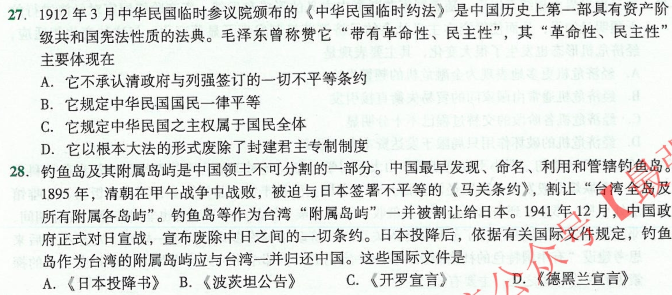 27. 1912 年 3 月中华民国临时参议院颁布的《中华民国临时约法》是中国历史上第一部具有资产阶
级共和国宪法性质的法典。毛泽东曾称赞它“带有革命性、民主性”，其“革命性、民主性”
主要体现在
A. 它不承认清政府与列强签订的一切不平等条约
B. 它规定中华民国国民一律平等
C. 它规定中华民国之主权属于国民全体
D. 它以根本大法的形式废除了封建君主专制制度
28. 钓鱼岛及其附属岛屿是中国领土不可分割的一部分。中国最早发现、命名、利用和管辖钓鱼岛。
1895 年，清朝在甲午战争中战败，被迫与日本签署不平等的《马关条约》，割让“台湾全岛及
所有附属各岛屿”。钓鱼岛等作为台湾“附属岛屿”一并被割让给日本。1941 年 12 月，中国政
府正式对日宣战，宣布废除中日之间的一切条约。日本投降后，依据有关国际文件规定，钓鱼
岛作为台湾的附属岛屿应与台湾一并归还中国。这些国际文件是
A.《日本投降书》 B.《波茨坦公告》 C.《开罗宣言》 D.《德黑兰宣言》
公众号【最